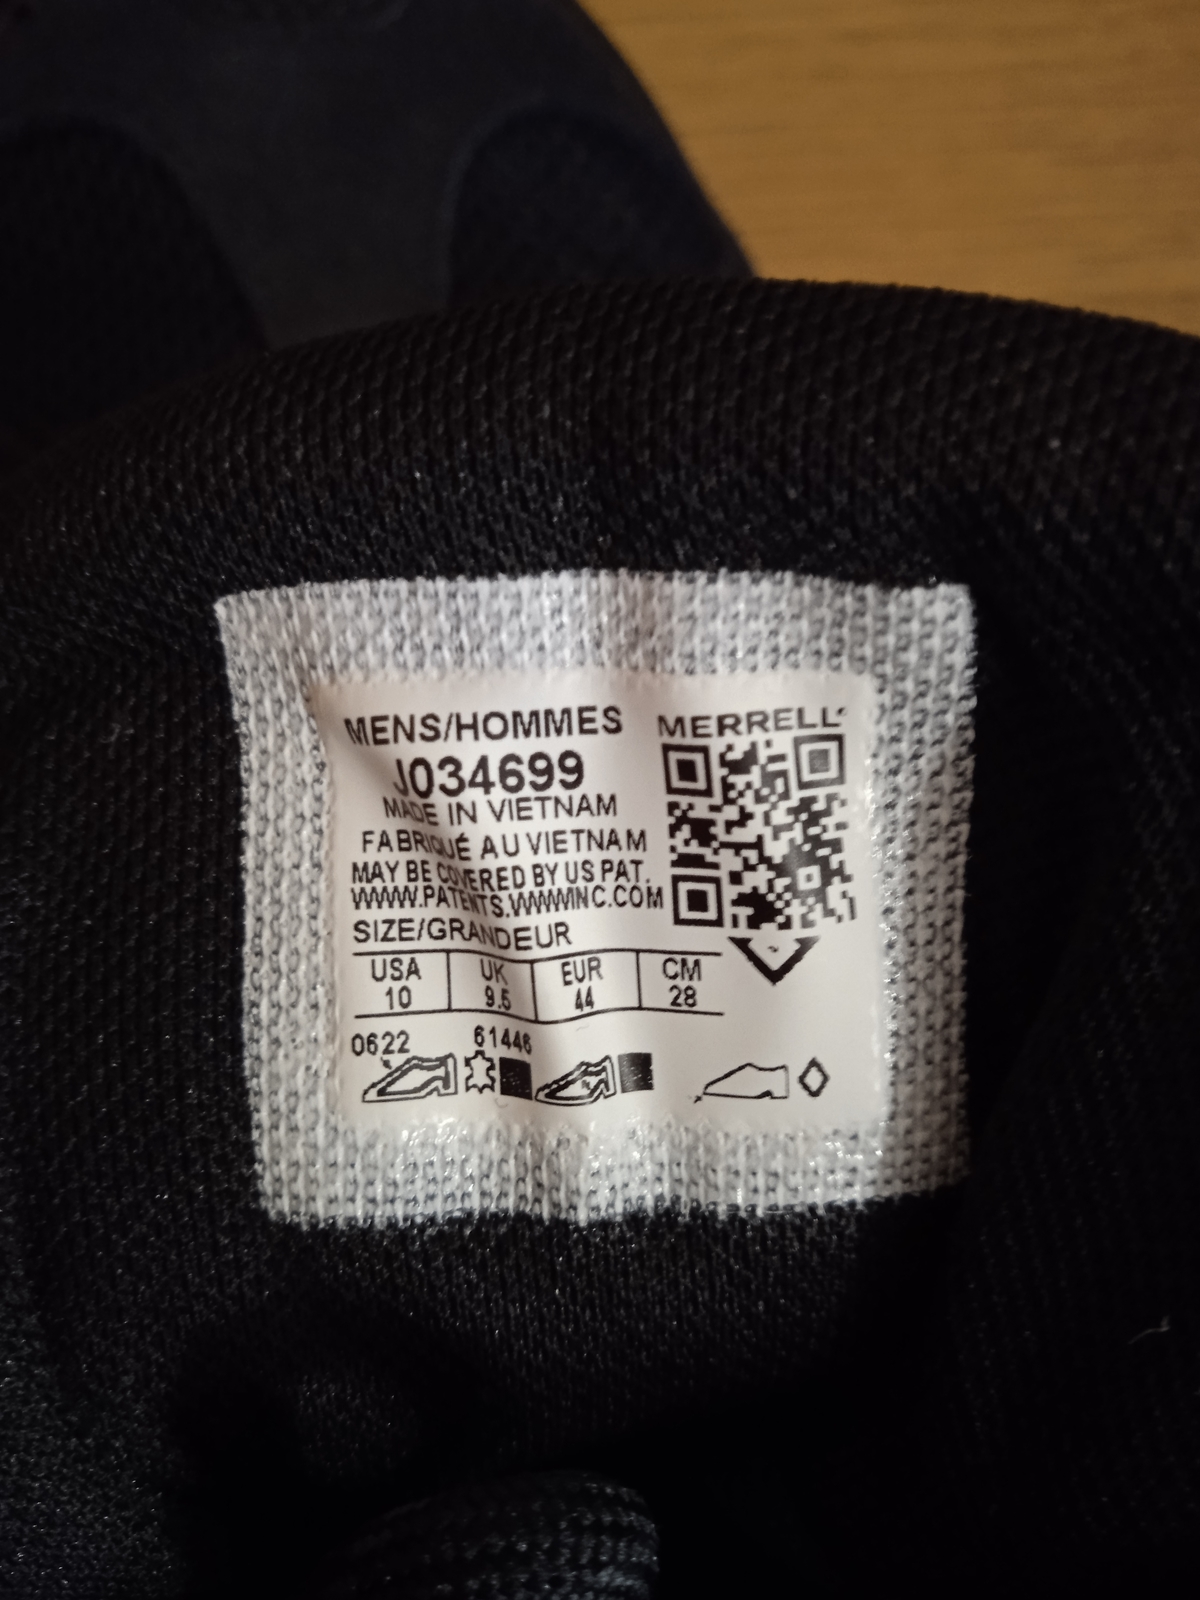 MENS/HOMMES
J034699
MADE IN VIETNAM
FABRIQUÉ AU VIETNAM
MAY BE COVERED BY US PAT.
WWW.PATENTS.WWWINC.COM
SIZE/GRANDEUR
USA UK EUR CM
10 9.5 44 28
0622 61446
MERRELL